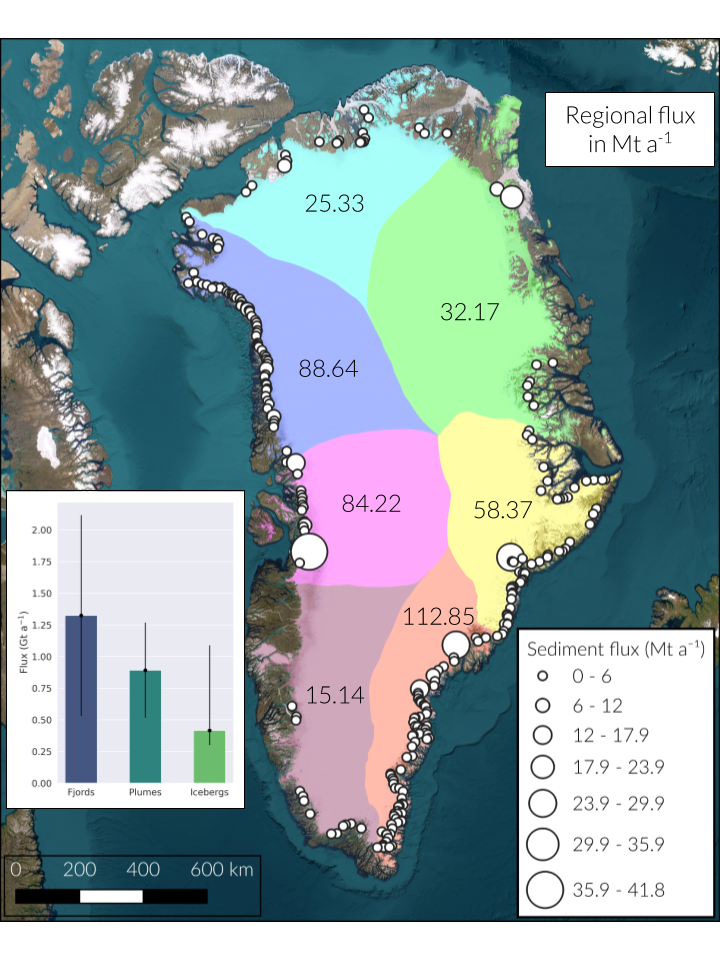 Regional flux
in Mt a-1
25.33
32.17
88.64
84.22
58.37
112.85
15.14
Flux (Gt a−1)
2.00
1.75
1.50
1.25
1.00
0.75
0.50
0.25
0.00
Fjords Plumes Icebergs
Sediment flux (Mt a-1)
0 - 6
6 - 12
12 - 17.9
17.9 - 23.9
23.9 - 29.9
29.9 - 35.9
35.9 - 41.8
0 200 400 600 km